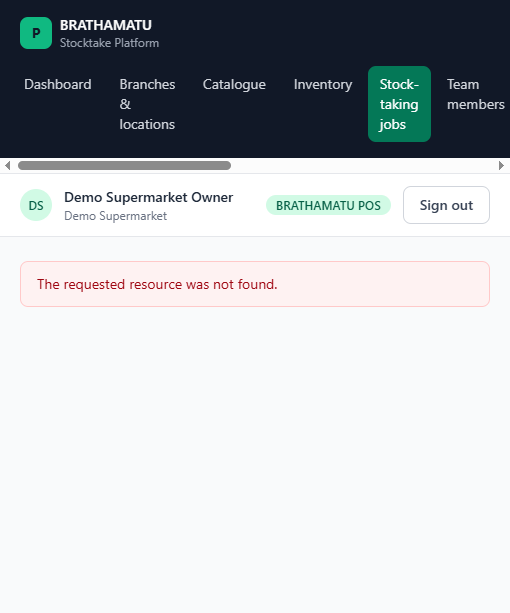 P
BRATHAMATU
Stocktake Platform
Dashboard
Branches
&
locations
Catalogue
Inventory
Stock-
taking
jobs
Team
members
DS
Demo Supermarket Owner
Demo Supermarket
BRATHAMATU POS
Sign out
The requested resource was not found.